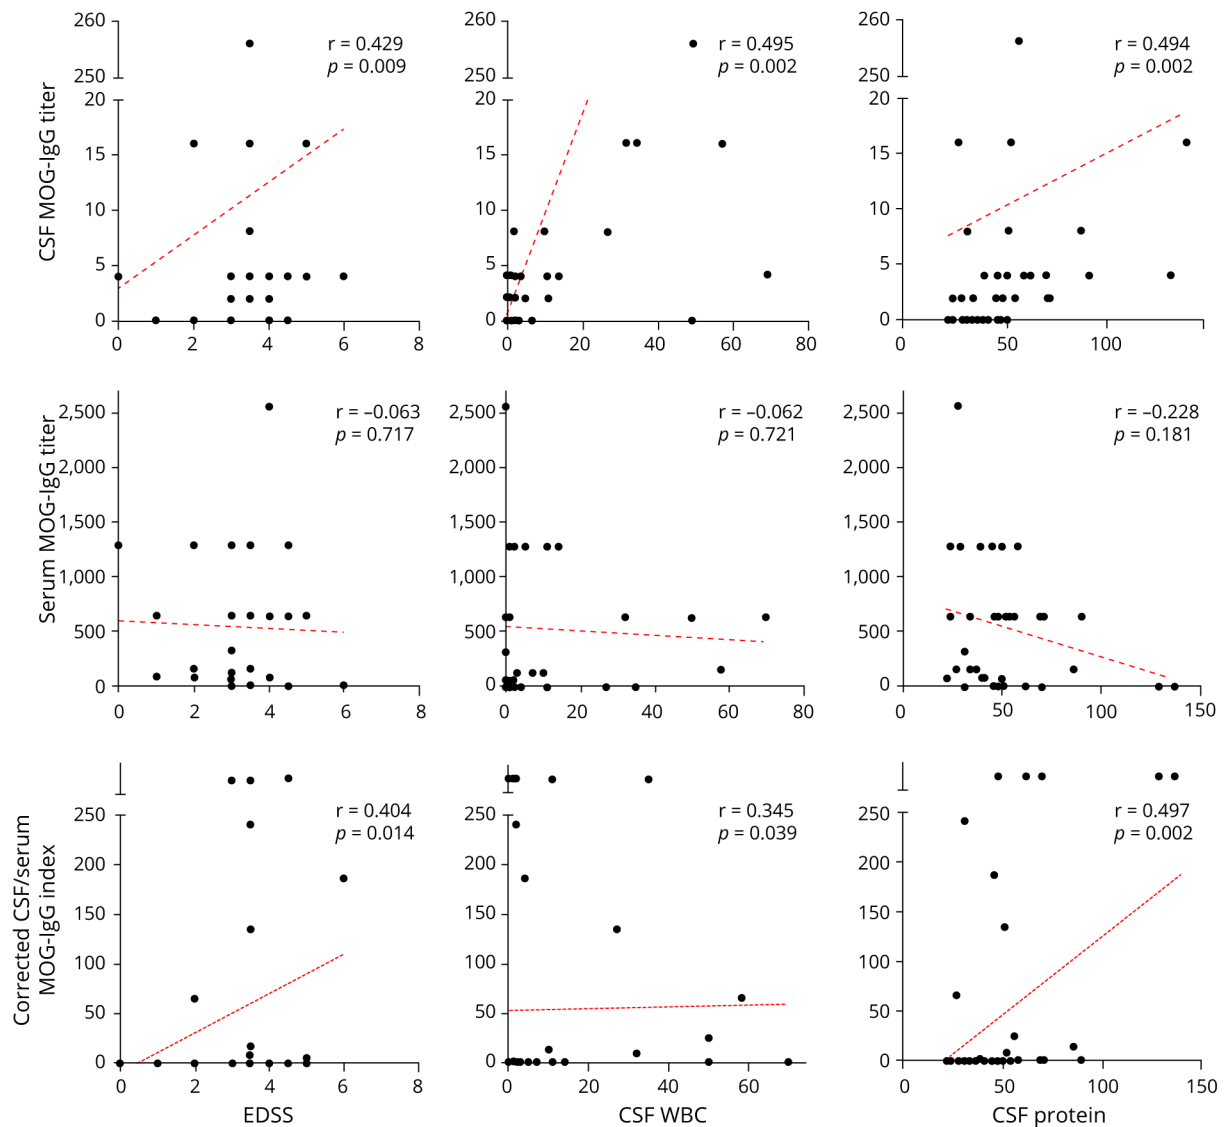 CSF MOG-IgG titer
260
250
20
15
10
5
0
0 2 4 6 8
r = 0.429
p = 0.009
260
250
20
15
10
5
0
0 20 40 60 80
r = 0.495
p = 0.002
260
250
20
15
10
5
0
0 50 100 150
r = 0.494
p = 0.002
Serum MOG-IgG titer
2,500
2,000
1,500
1,000
500
0
0 2 4 6 8
r = –0.063
p = 0.717
2,500
2,000
1,500
1,000
500
0
0 20 40 60 80
r = –0.062
p = 0.721
2,500
2,000
1,500
1,000
500
0
0 50 100 150
r = –0.228
p = 0.181
Corrected CSF/serum
MOG-IgG index
250
200
150
100
50
0
0 2 4 6 8
EDSS
r = 0.404
p = 0.014
250
200
150
100
50
0
0 20 40 60
CSF WBC
r = 0.345
p = 0.039
250
200
150
100
50
0
0 50 100 150
CSF protein
r = 0.497
p = 0.002